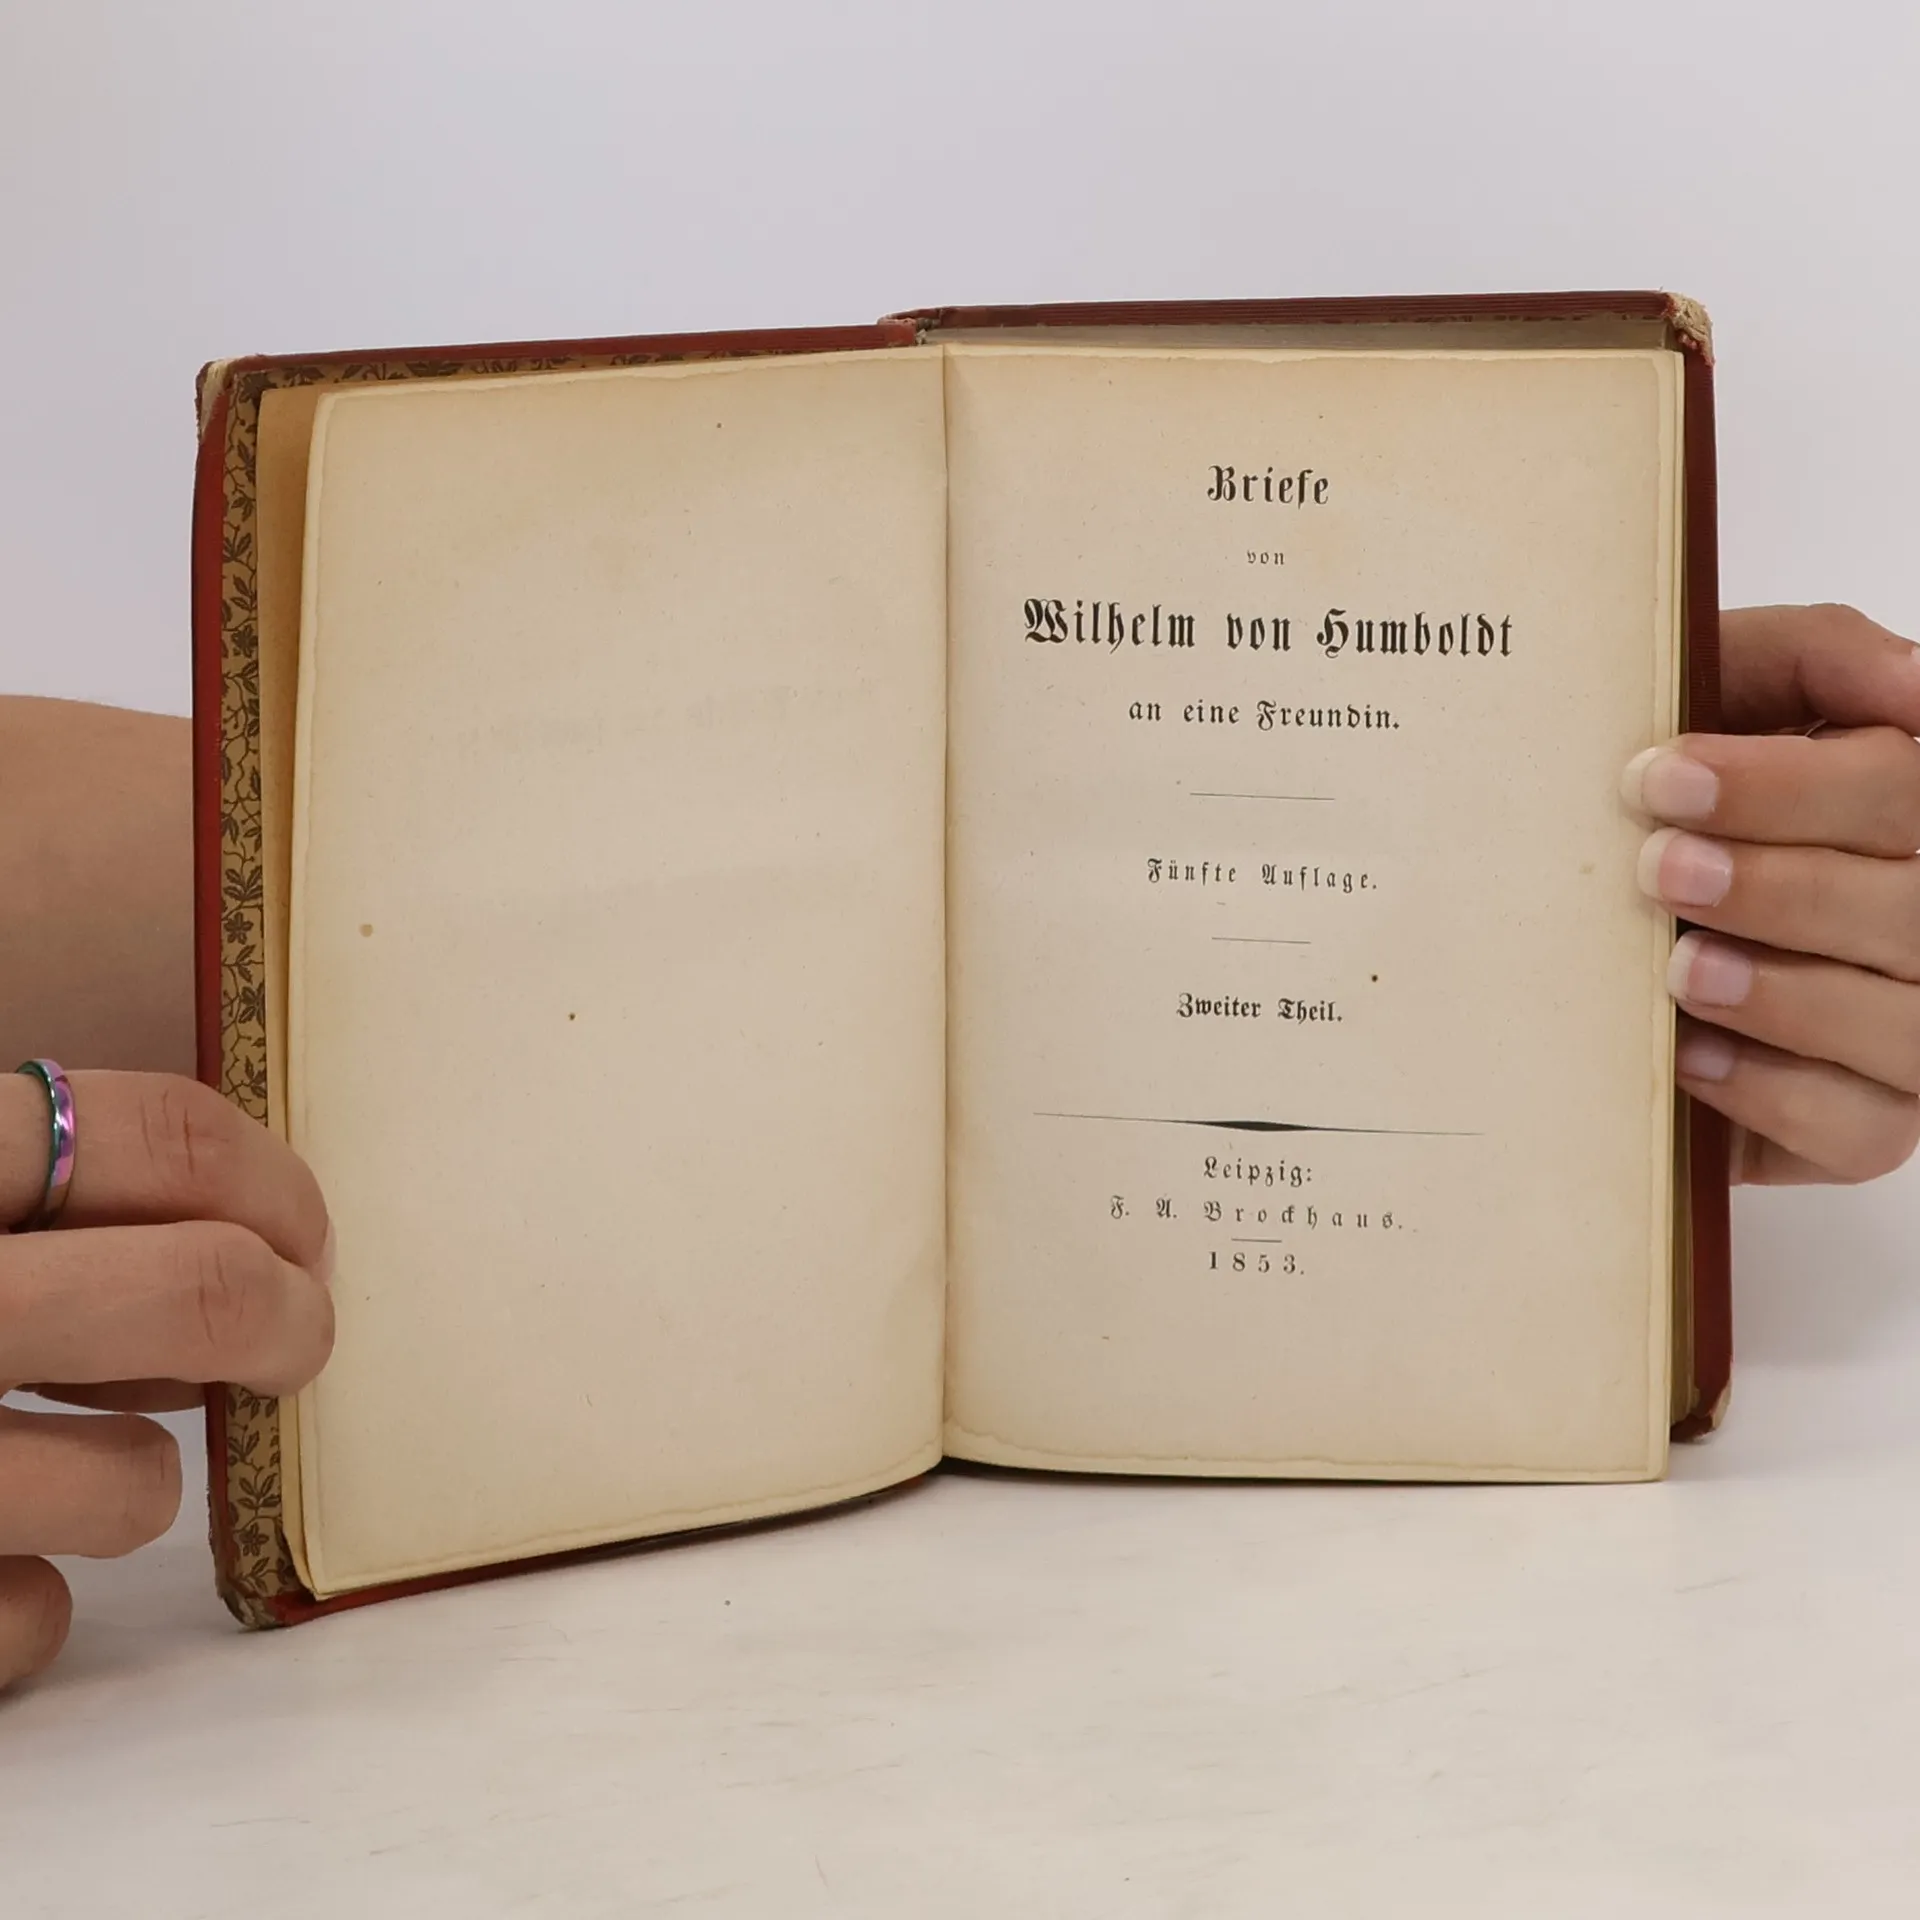 Briefe
von
Wilhelm von Humboldt
an eine Freundin.
Fünfte Auflage.
Zweiter Theil.
Leipzig:
F. A. Brockhaus.
1853.